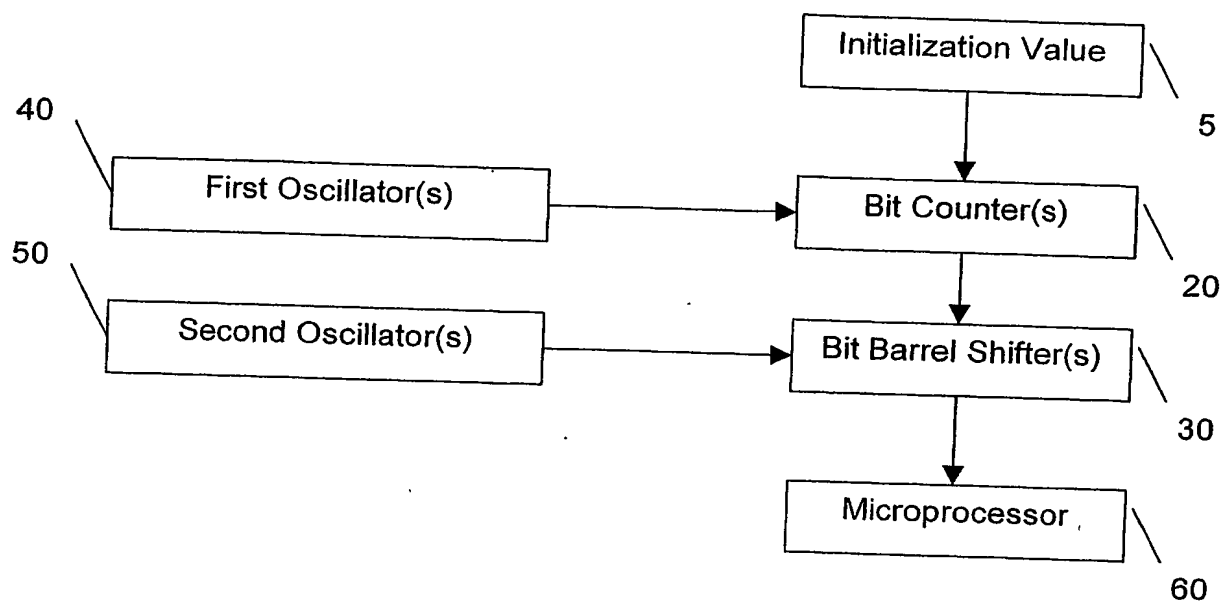 Initialization Value
5
40
First Oscillator(s)
Bit Counter(s)
20
50
Second Oscillator(s)
Bit Barrel Shifter(s)
30
Microprocessor
60